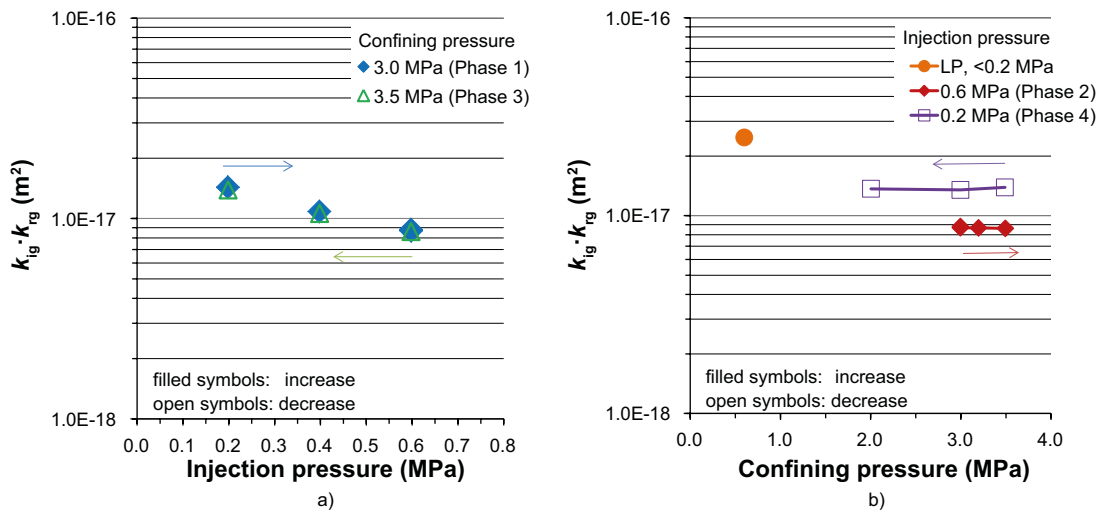 1.0E-16
Confining pressure
3.0 MPa (Phase 1)
3.5 MPa (Phase 3)
1.0E-17
kig·krg (m²)
filled symbols: increase
open symbols: decrease
1.0E-18
0.0 0.1 0.2 0.3 0.4 0.5 0.6 0.7 0.8
Injection pressure (MPa)
a)
1.0E-16
Injection pressure
LP, <0.2 MPa
0.6 MPa (Phase 2)
0.2 MPa (Phase 4)
1.0E-17
kig·krg (m²)
filled symbols: increase
open symbols: decrease
1.0E-18
0.0 1.0 2.0 3.0 4.0
Confining pressure (MPa)
b)